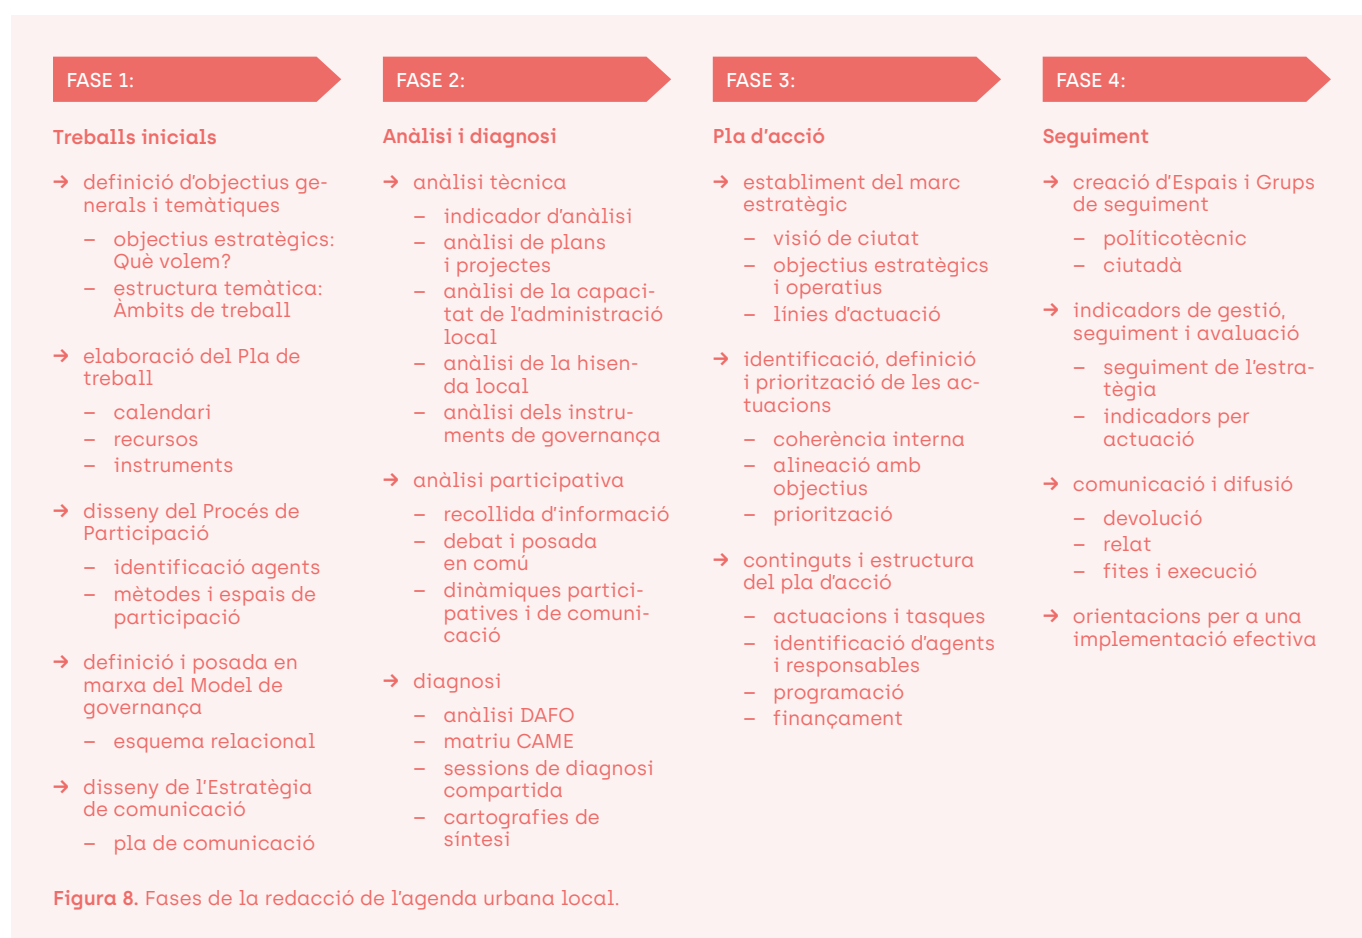 FASE 1:
Treballs inicials
→ definició d'objectius ge-
nerals i temàtiques
– objectius estratègics:
Què volem?
– estructura temàtica:
Àmbits de treball
→ elaboració del Pla de
treball
– calendari
– recursos
– instruments
→ disseny del Procés de
Participació
– identificació agents
– mètodes i espais de
participació
→ definició i posada en
marxa del Model de
governança
– esquema relacional
→ disseny de l'Estratègia
de comunicació
– pla de comunicació
FASE 2:
Anàlisi i diagnosi
→ anàlisi tècnica
– indicador d'anàlisi
– anàlisi de plans
i projectes
– anàlisi de la capaci-
tat de l'administració
local
– anàlisi de la hisen-
da local
– anàlisi dels instru-
ments de governança
→ anàlisi participativa
– recollida d'informació
– debat i posada
en comú
– dinàmiques partici-
patives i de comuni-
cació
→ diagnosi
– anàlisi DAFO
– matriu CAME
– sessions de diagnosi
compartida
– cartografies de
síntesi
FASE 3:
Pla d'acció
→ establiment del marc
estratègic
– visió de ciutat
– objectius estratègics
i operatius
– línies d'actuació
→ identificació, definició
i priorització de les ac-
tuacions
– coherència interna
– alineació amb
objectius
– priorització
→ continguts i estructura
del pla d'acció
– actuacions i tasques
– identificació d'agents
i responsables
– programació
– finançament
FASE 4:
Seguiment
→ creació d'Espais i Grups
de seguiment
– políticotècnic
– ciutadà
→ indicadors de gestió,
seguiment i avaluació
– seguiment de l'estra-
tègia
– indicadors per
actuació
→ comunicació i difusió
– devolució
– relat
– fites i execució
→ orientacions per a una
implementació efectiva
Figura 8. Fases de la redacció de l'agenda urbana local.